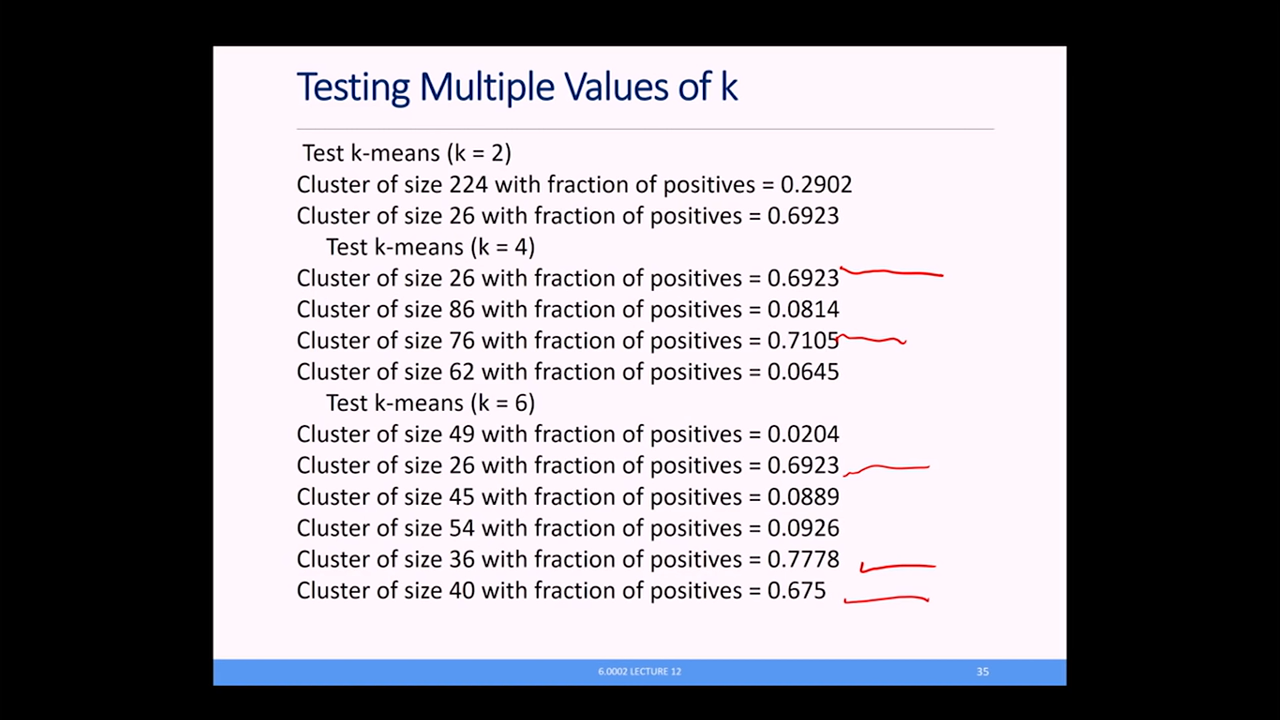 Testing Multiple Values of k
Test k-means (k = 2)
Cluster of size 224 with fraction of positives = 0.2902
Cluster of size 26 with fraction of positives = 0.6923
Test k-means (k = 4)
Cluster of size 26 with fraction of positives = 0.6923
Cluster of size 86 with fraction of positives = 0.0814
Cluster of size 76 with fraction of positives = 0.7105
Cluster of size 62 with fraction of positives = 0.0645
Test k-means (k = 6)
Cluster of size 49 with fraction of positives = 0.0204
Cluster of size 26 with fraction of positives = 0.6923
Cluster of size 45 with fraction of positives = 0.0889
Cluster of size 54 with fraction of positives = 0.0926
Cluster of size 36 with fraction of positives = 0.7778
Cluster of size 40 with fraction of positives = 0.675
6.0002 LECTURE 12
35